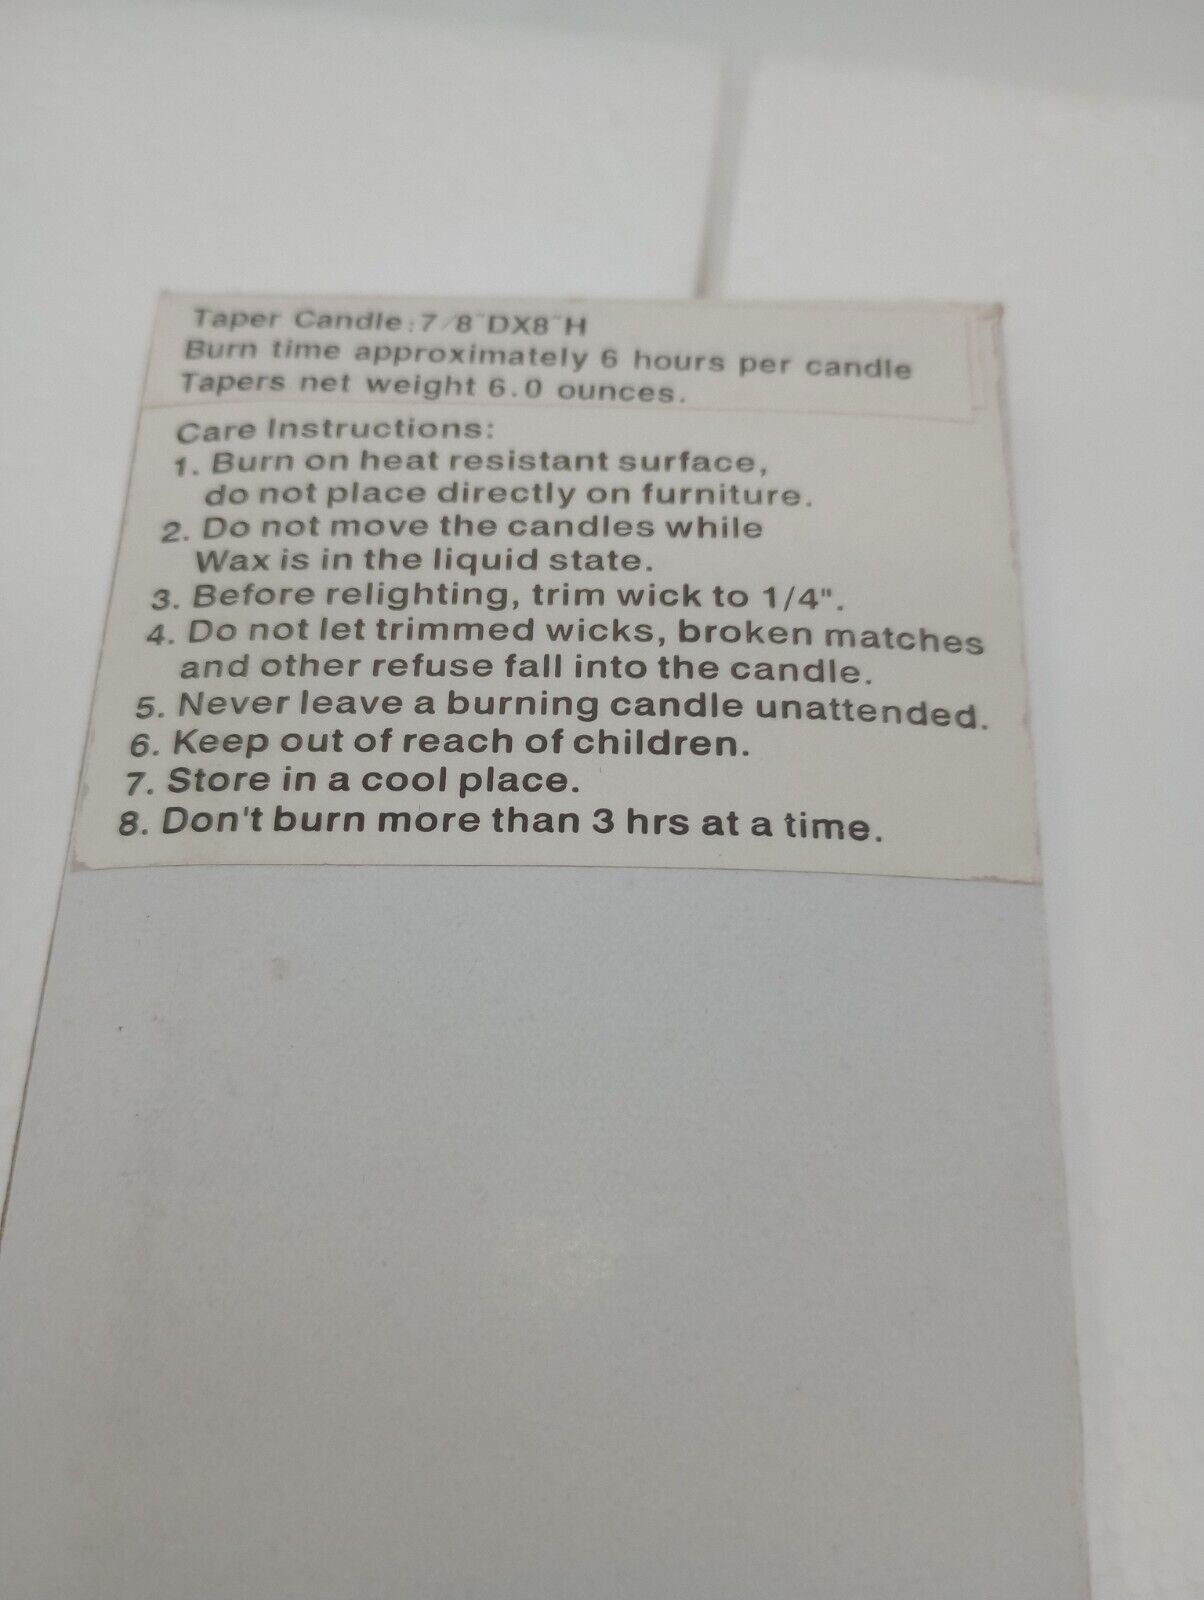 Taper Candle:7/8"DX8"H
Burn time approximately 6 hours per candle
Tapers net weight 6.0 ounces.
Care Instructions:
1. Burn on heat resistant surface,
do not place directly on furniture.
2. Do not move the candles while
Wax is in the liquid state.
3. Before relighting, trim wick to 1/4".
4. Do not let trimmed wicks, broken matches
and other refuse fall into the candle.
5. Never leave a burning candle unattended.
6. Keep out of reach of children.
7. Store in a cool place.
8. Don't burn more than 3 hrs at a time.